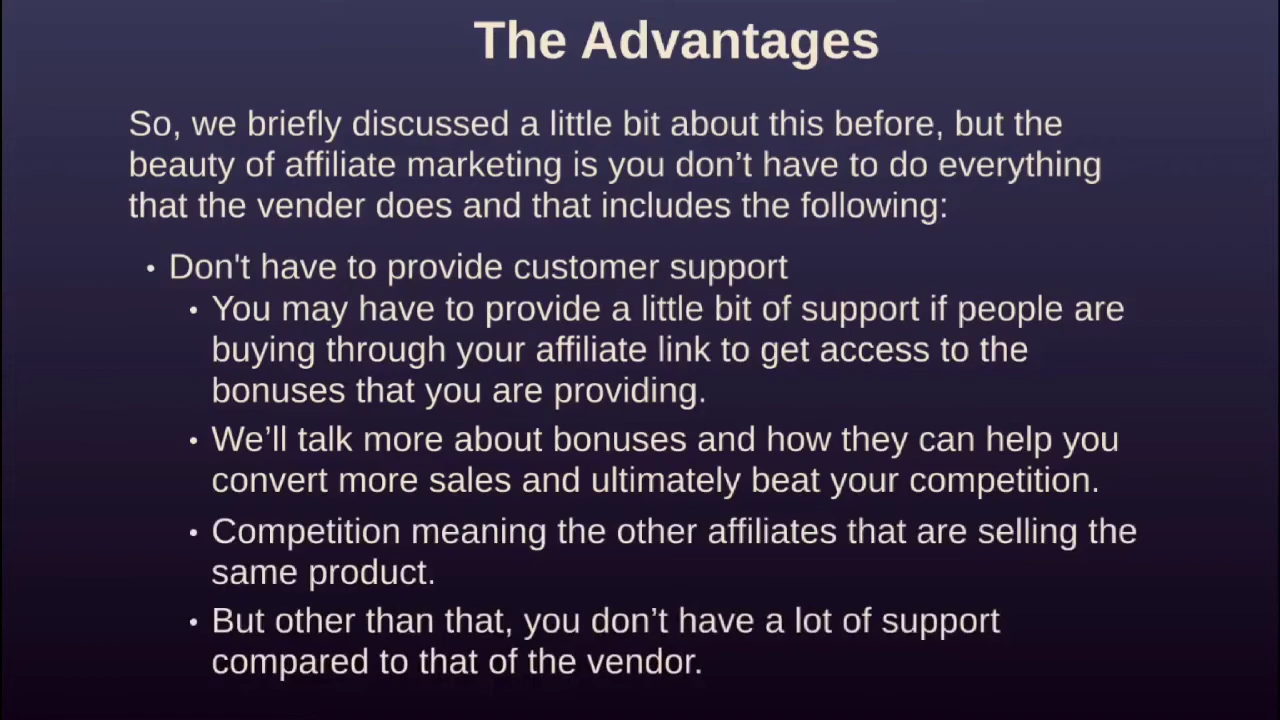 The Advantages
So, we briefly discussed a little bit about this before, but the
beauty of affiliate marketing is you don’t have to do everything
that the vender does and that includes the following:
• Don't have to provide customer support
• You may have to provide a little bit of support if people are
buying through your affiliate link to get access to the
bonuses that you are providing.
• We’ll talk more about bonuses and how they can help you
convert more sales and ultimately beat your competition.
• Competition meaning the other affiliates that are selling the
same product.
• But other than that, you don’t have a lot of support
compared to that of the vendor.